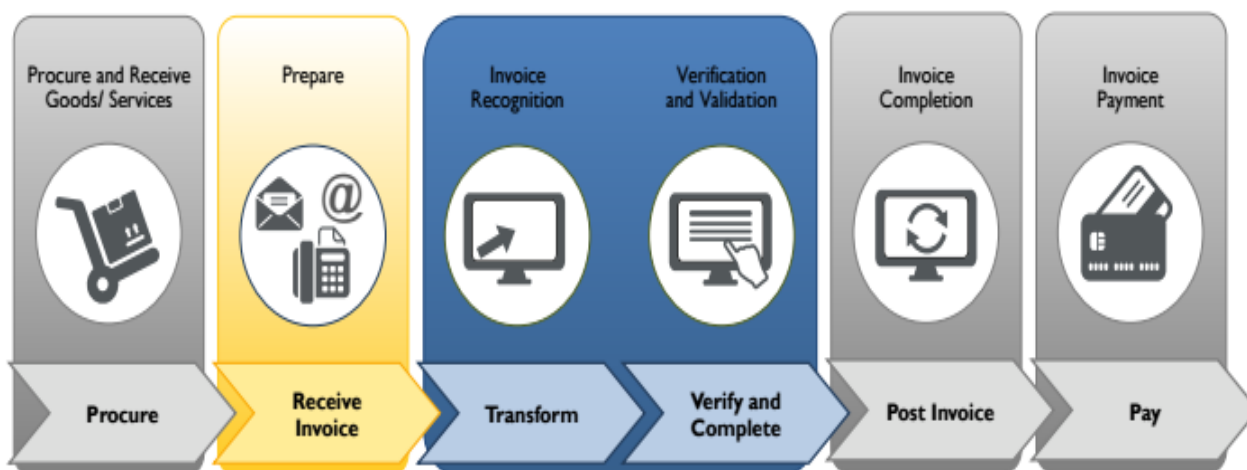 Procure and Receive
Goods/ Services
Prepare
Invoice
Recognition
Verification
and Validation
Invoice
Completion
Invoice
Payment
@
Procure
Receive
Invoice
Transform
Verify and
Complete
Post Invoice
Pay